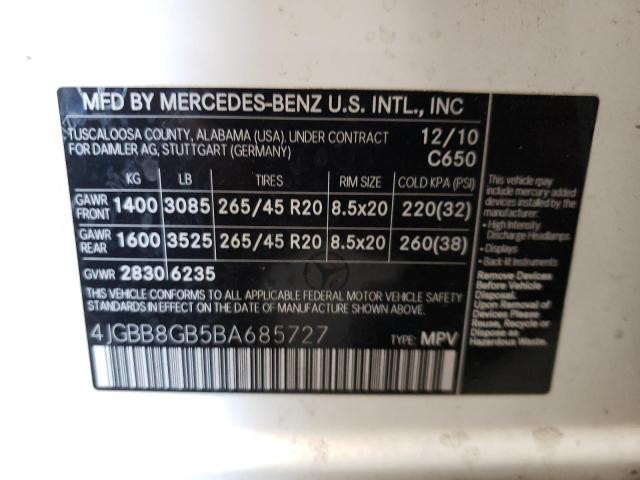 MFD BY MERCEDES-BENZ U.S. INTL., INC
TUSCALOOSA COUNTY, ALABAMA (USA). UNDER CONTRACT 12/10
FOR DAIMLER AG, STUTTGART (GERMANY) C650
KG LB TIRES RIM SIZE COLD KPA (PSI)
GAWR FRONT 1400 3085 265/45 R20 8.5x20 220(32)
GAWR REAR 1600 3525 265/45 R20 8.5x20 260(38)
GVWR 2830 6235
THIS VEHICLE CONFORMS TO ALL APPLICABLE FEDERAL MOTOR VEHICLE SAFETY
BUMPER, AND THEFT PREVENTION STANDARDS IN EFFECT
ON THE DATE OF MANUFACTURE SHOWN ABOVE.
4JGBB8GB5BA685727 TYPE: MPV
This vehicle may
include mercury-added
devices installed by the
manufacturer:
- High Intensity
Discharge Headlamps
- Displays
- Back-lit Instruments
Remove Devices
Before Vehicle
Disposal.
Upon Removal of
Devices Please
Reuse, Recycle or
Dispose as
Hazardous Waste.